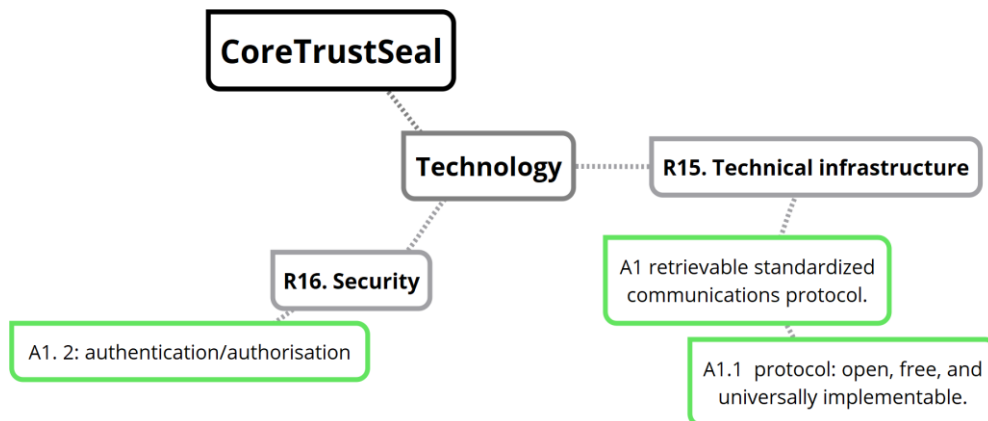 CoreTrustSeal
Technology
R15. Technical infrastructure
R16. Security
A1 retrievable standardized
communications protocol.
A1. 2: authentication/authorisation
A1.1  protocol: open, free, and
universally implementable.